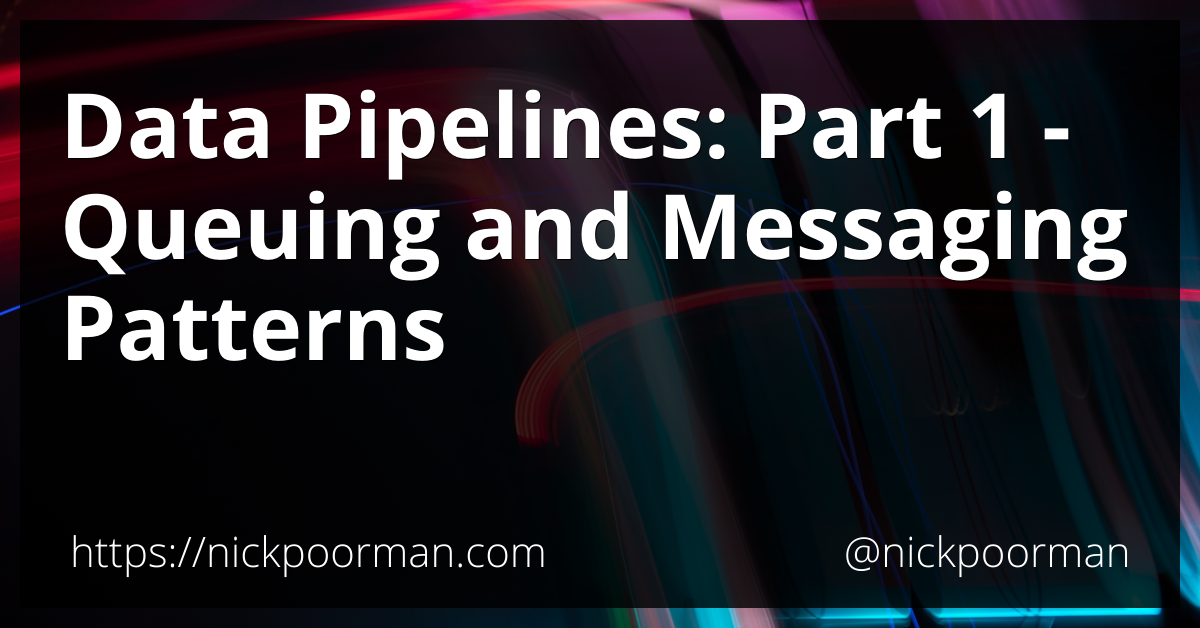 Data Pipelines: Part 1 -
Queuing and Messaging
Patterns
https://nickpoorman.com
@nickpoorman